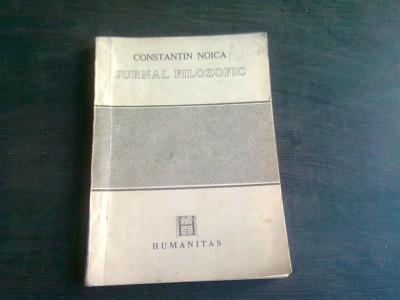 CONSTANTIN NOICA
JURNAL FILOZOFIC
H
HUMANITAS